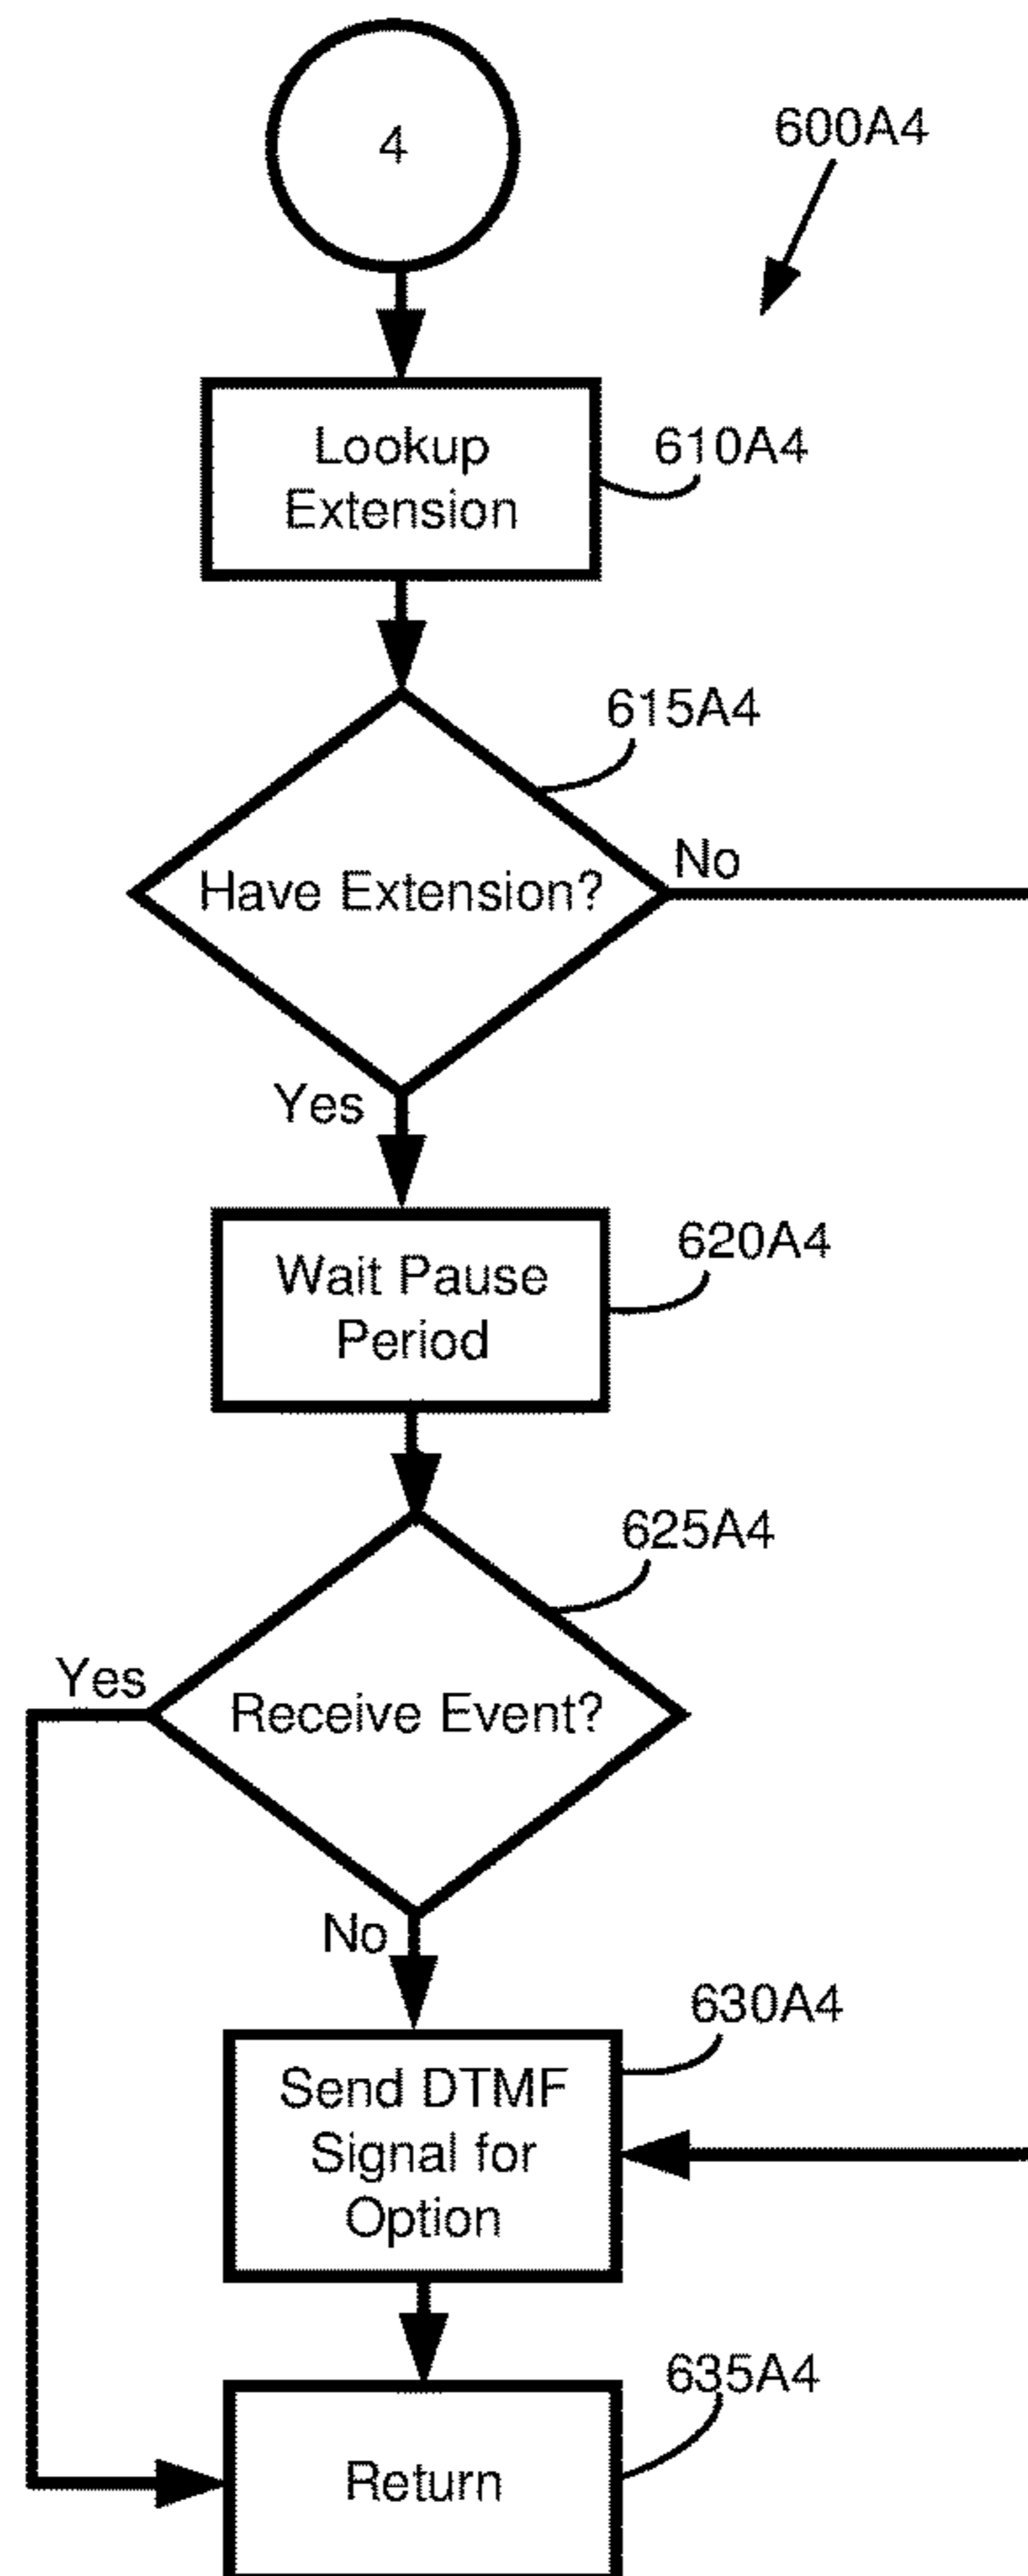 4
600A4
Lookup
Extension
610A4
615A4
Have Extension?
No
Yes
Wait Pause
Period
620A4
625A4
Yes
Receive Event?
No
630A4
Send DTMF
Signal for
Option
635A4
Return